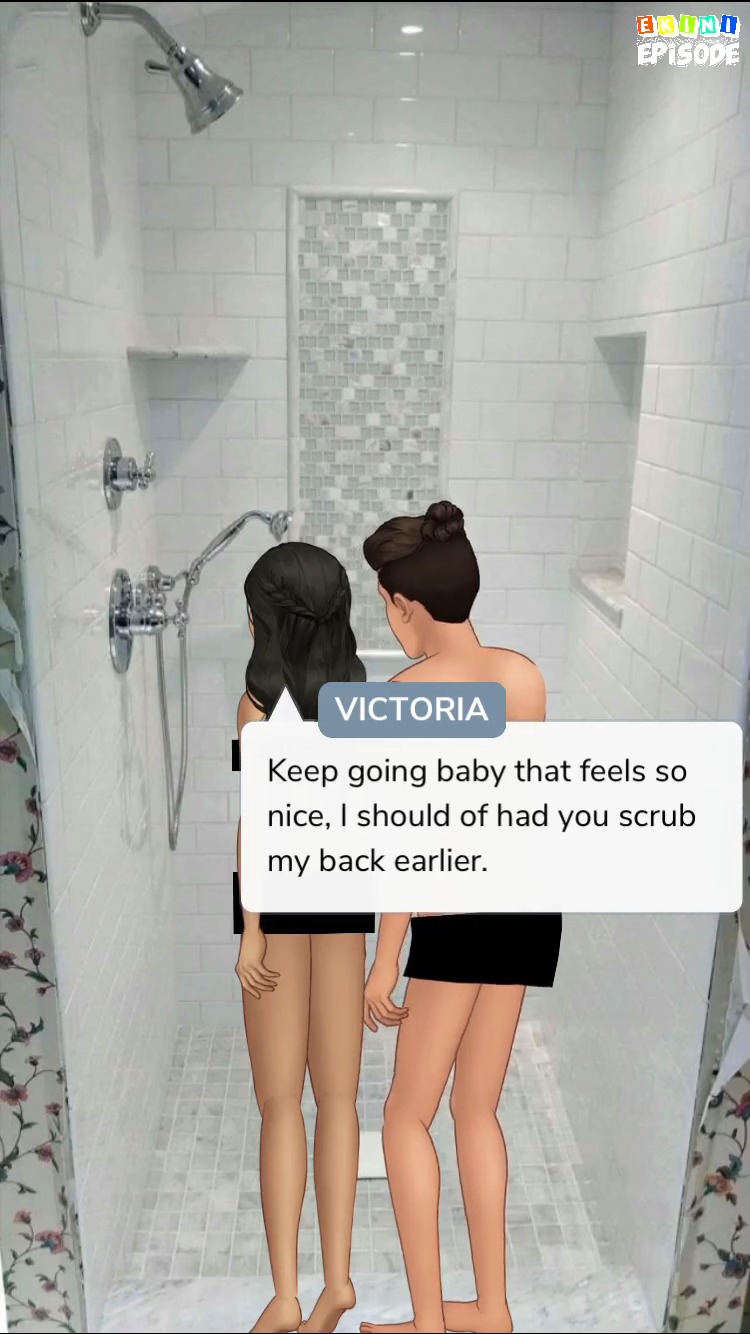 EKINI
EPISODE
VICTORIA
Keep going baby that feels so
nice, I should of had you scrub
my back earlier.